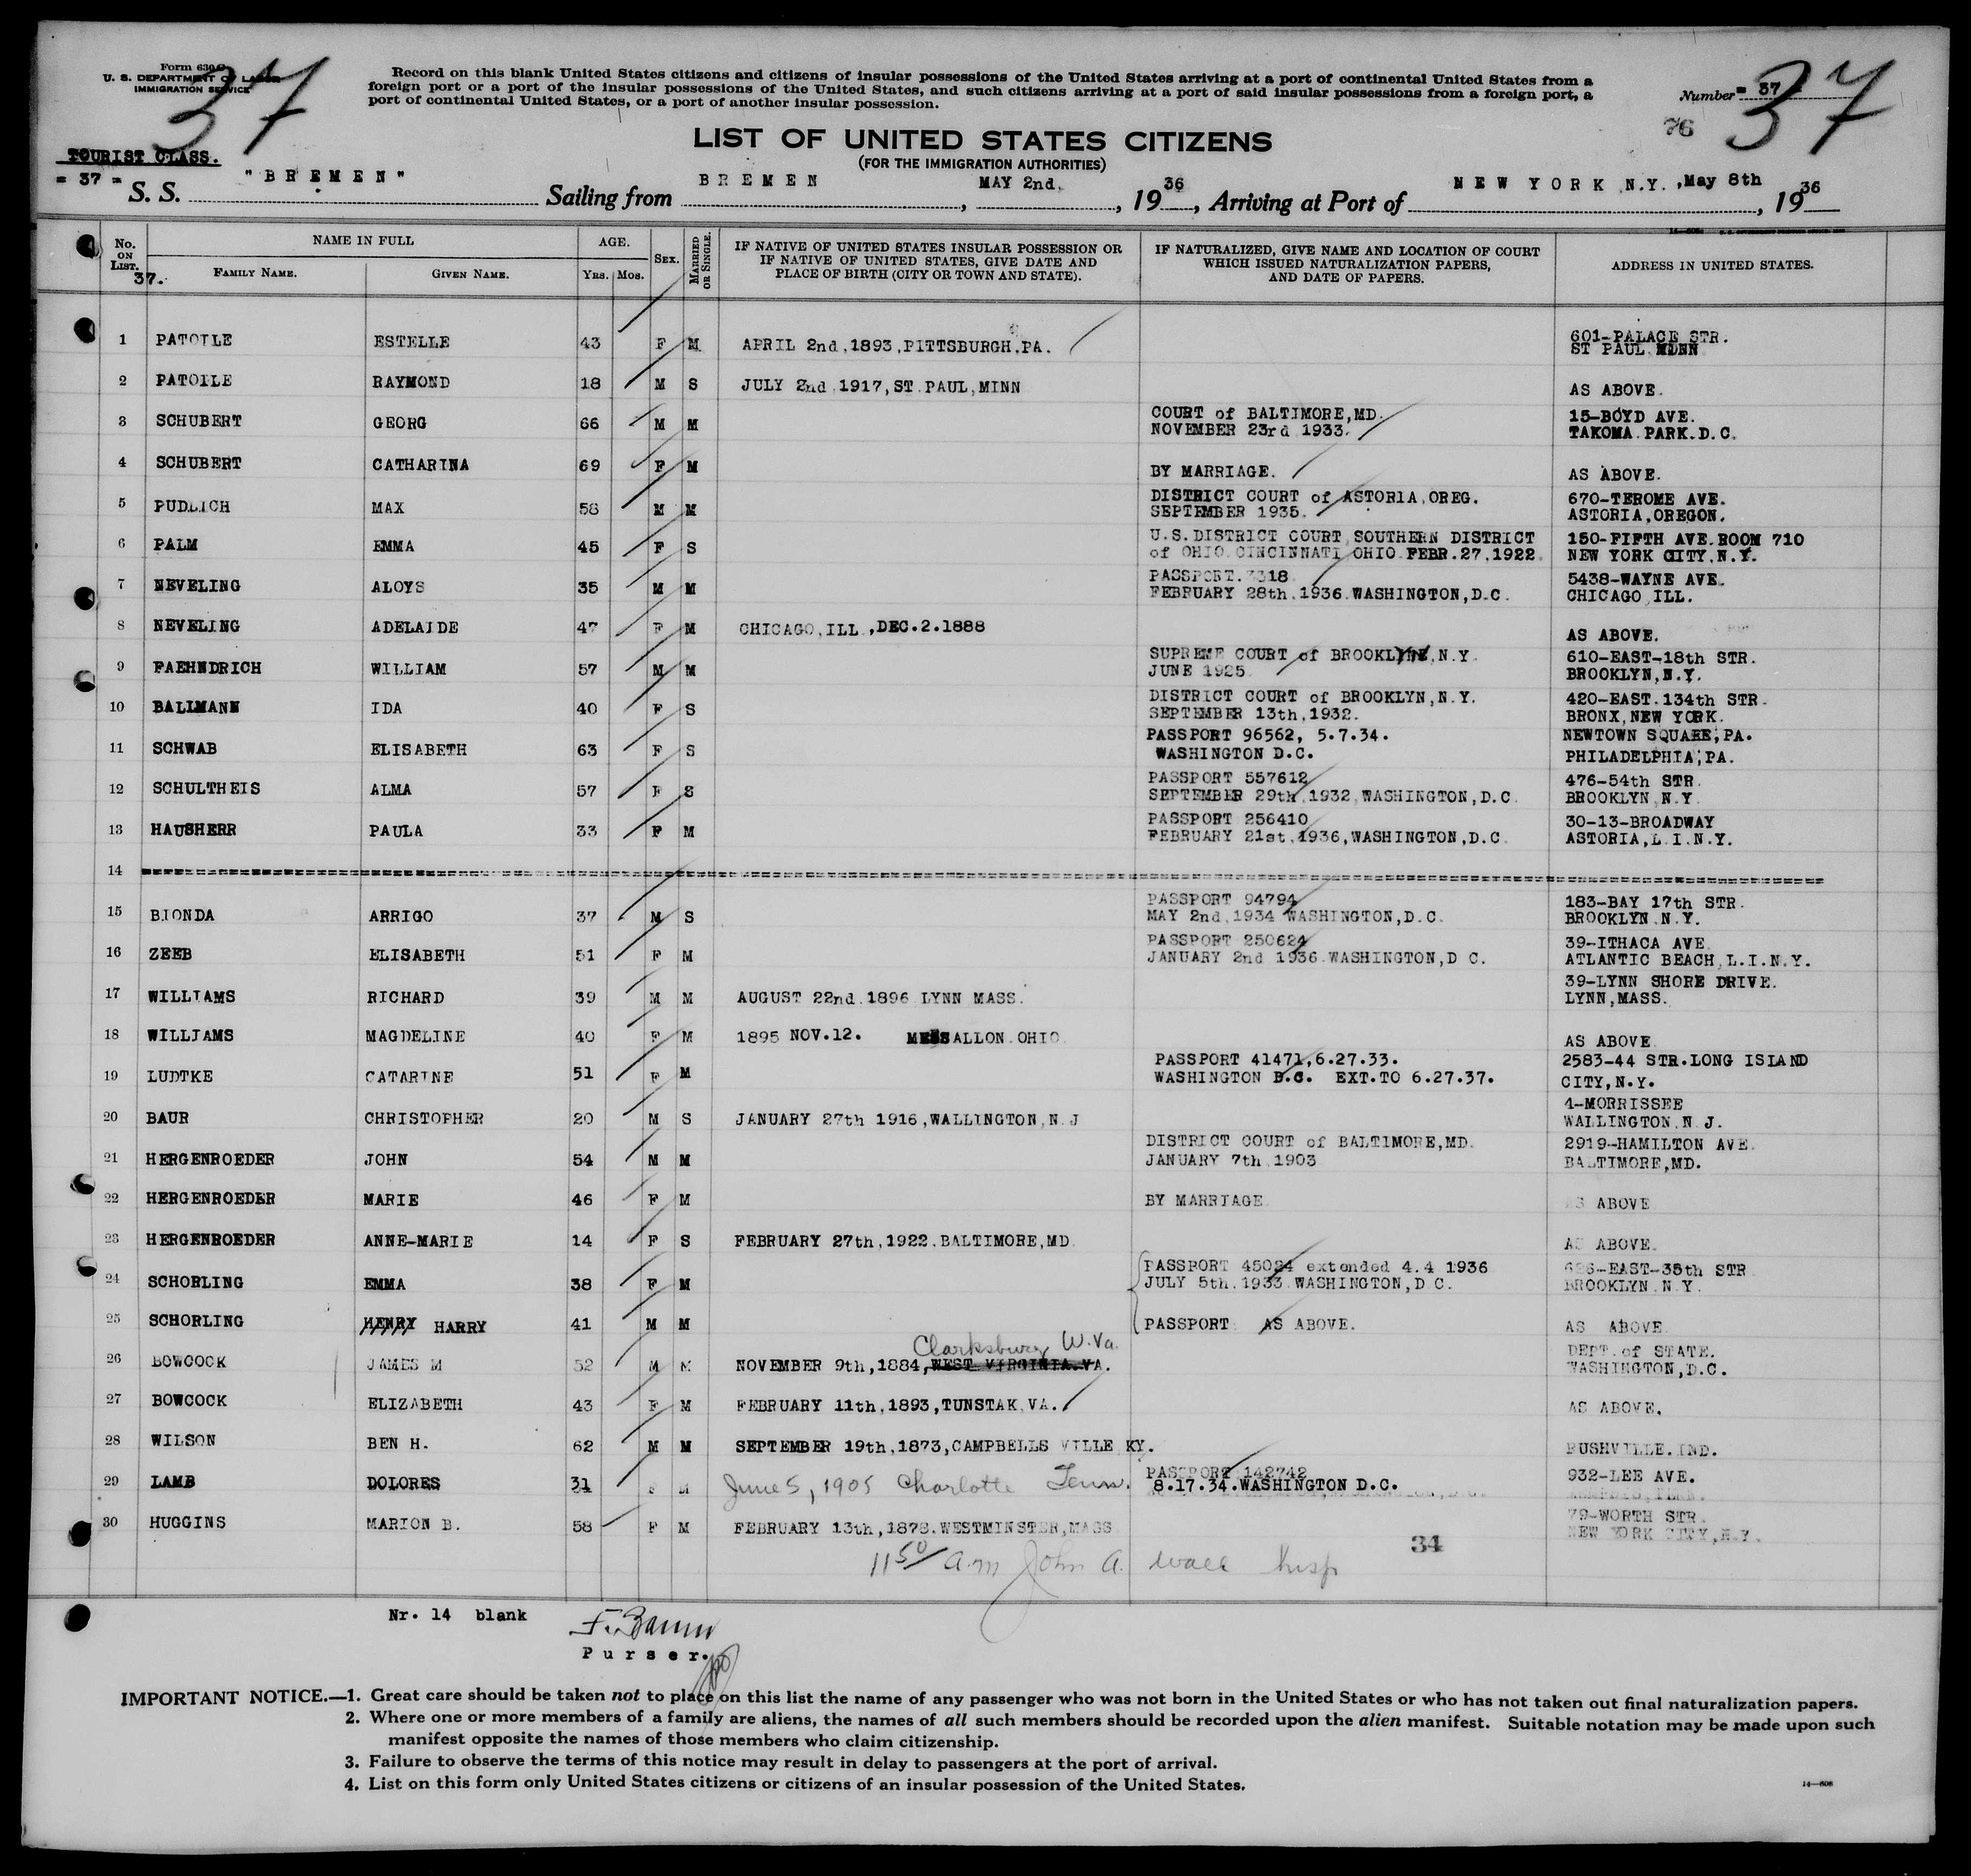 37
Form 630
U. S. DEPARTMENT OF LABOR
IMMIGRATION SERVICE
Record on this blank United States citizens and citizens of insular possessions of the United States arriving at a port of continental United States from a
foreign port or a port of the insular possessions of the United States, and such citizens arriving at a port of said insular possessions from a foreign port, a
port of continental United States, or a port of another insular possession.
Number = 37
76
37
LIST OF UNITED STATES CITIZENS
(FOR THE IMMIGRATION AUTHORITIES)
TOURIST CLASS.
= 37 = S. S. "BREMEN" Sailing from BREMEN, MAY 2nd., 1936, Arriving at Port of NEW YORK N.Y., May 8th, 1936
No. ON LIST. 37. NAME IN FULL FAMILY NAME. GIVEN NAME. AGE. Yrs. Mos. SEX. MARRIED OR SINGLE. IF NATIVE OF UNITED STATES INSULAR POSSESSION OR IF NATIVE OF UNITED STATES, GIVE DATE AND PLACE OF BIRTH (CITY OR TOWN AND STATE). IF NATURALIZED, GIVE NAME AND LOCATION OF COURT WHICH ISSUED NATURALIZATION PAPERS, AND DATE OF PAPERS. ADDRESS IN UNITED STATES.
1 PATOILE ESTELLE 43 F M APRIL 2nd,1893,PITTSBURGH.PA. 601-PALACE STR.
ST PAUL MINN
2 PATOILE RAYMOND 18 M S JULY 2nd 1917,ST.PAUL,MINN AS ABOVE.
3 SCHUBERT GEORG 66 M M COURT of BALTIMORE,MD. 15-BOYD AVE.
NOVEMBER 23rd 1933. TAKOMA.PARK.D.C.
4 SCHUBERT CATHARINA 69 F M BY MARRIAGE. AS ABOVE.
5 PUDLICH MAX 58 M M DISTRICT COURT of ASTORIA,OREG. 670-TEROME AVE.
SEPTEMBER 1935. ASTORIA,OREGON.
6 PALM EMMA 45 F S U.S.DISTRICT COURT SOUTHERN DISTRICT 150-FIFTH AVE.ROOM 710
of OHIO.CINCINNATI OHIO FEBR.27,1922. NEW YORK CITY,N.Y.
7 NEVELING ALOYS 35 M M PASSPORT. 318 5438-WAYNE AVE.
FEBRUARY 28th.1936.WASHINGTON,D.C. CHICAGO ILL.
8 NEVELING ADELAIDE 47 F M CHICAGO,ILL.,DEC.2.1888 AS ABOVE.
9 FAEHNDRICH WILLIAM 57 M M SUPREME COURT of BROOKLYN,N.Y. 610-EAST-18th STR.
JUNE 1925 BROOKLYN,N.Y.
10 BALLMANN IDA 40 F S DISTRICT COURT of BROOKLYN,N.Y. 420-EAST.134th STR.
SEPTEMBER 13th,1932. BRONX,NEW YORK.
11 SCHWAB ELISABETH 63 F S PASSPORT 96562, 5.7.34. NEWTOWN SQUARE,PA.
WASHINGTON D.C. PHILADELPHIA,PA.
12 SCHULTHEIS ALMA 57 F S PASSPORT 557612 476-54th STR.
SEPTEMBER 29th,1932,WASHINGTON,D.C. BROOKLYN N.Y
13 HAUSHERR PAULA 33 F M PASSPORT 256410 30-13-BROADWAY
FEBRUARY 21st,1936,WASHINGTON,D.C. ASTORIA,L.I.N.Y.
14
15 BIONDA ARRIGO 37 M S PASSPORT 94794 183-BAY 17th STR.
MAY 2nd,1934 WASHINGTON,D.C. BROOKLYN N.Y.
16 ZEEB ELISABETH 51 F M PASSPORT 250624 39-ITHACA AVE
JANUARY 2nd 1936.WASHINGTON,D C. ATLANTIC BEACH,L.I.N.Y.
17 WILLIAMS RICHARD 39 M M AUGUST 22nd.1896 LYNN MASS. 39-LYNN SHORE DRIVE.
LYNN,MASS.
18 WILLIAMS MAGDELINE 40 F M 1895 NOV.12. MESSALLON.OHIO AS ABOVE
19 LUDTKE CATARINE 51 F M PASSPORT 41471,6.27.33. 2583-44 STR.LONG ISLAND
WASHINGTON D.C. EXT.TO 6.27.37. CITY,N.Y.
20 BAUR CHRISTOPHER 20 M S JANUARY 27th 1916,WALLINGTON,N.J 4-MORRISSEE
WALLINGTON.N J.
21 HERGENROEDER JOHN 54 M M DISTRICT COURT of BALTIMORE,MD. 2919-HAMILTON AVE.
JANUARY 7th,1903 BALTIMORE,MD.
22 HERGENROEDER MARIE 46 F M BY MARRIAGE AS ABOVE
23 HERGENROEDER ANNE-MARIE 14 F S FEBRUARY 27th,1922.BALTIMORE,MD. AS ABOVE.
24 SCHORLING EMMA 38 F M PASSPORT 45024 extended 4.4 1936 EAST-35th STR
JULY 5th.1933.WASHINGTON,D C. BROOKLYN.N.Y.
25 SCHORLING HENRY HARRY 41 M M PASSPORT AS ABOVE. AS ABOVE.
Clarksburg W.Va.
26 BOWCOCK JAMES M 52 M M NOVEMBER 9th,1884,WEST VIRGINIA.VA. DEPT.of STATE.
WASHINGTON,D.C.
27 BOWCOCK ELIZABETH 43 F M FEBRUARY 11th,1893,TUNSTAK,VA. AS ABOVE.
28 WILSON BEN H. 62 M M SEPTEMBER 19th,1873,CAMPBELLS VILLE KY. RUSHVILLE.IND.
29 LAMB DOLORES 31 F M June 5, 1905 Charlotte Tenn. PASSPORT 142742 932-LEE AVE.
8.17.34.WASHINGTON D.C.
30 HUGGINS MARION B. 58 F M FEBRUARY 13th,1878.WESTMINSTER,MASS 79-WORTH STR.
NEW YORK CITY,N.Y.
34
11 50/ a.m John A. Wall Insp
Nr. 14 blank
Purser.
IMPORTANT NOTICE.—1. Great care should be taken not to place on this list the name of any passenger who was not born in the United States or who has not taken out final naturalization papers.
2. Where one or more members of a family are aliens, the names of all such members should be recorded upon the alien manifest. Suitable notation may be made upon such
manifest opposite the names of those members who claim citizenship.
3. Failure to observe the terms of this notice may result in delay to passengers at the port of arrival.
4. List on this form only United States citizens or citizens of an insular possession of the United States.
14—608